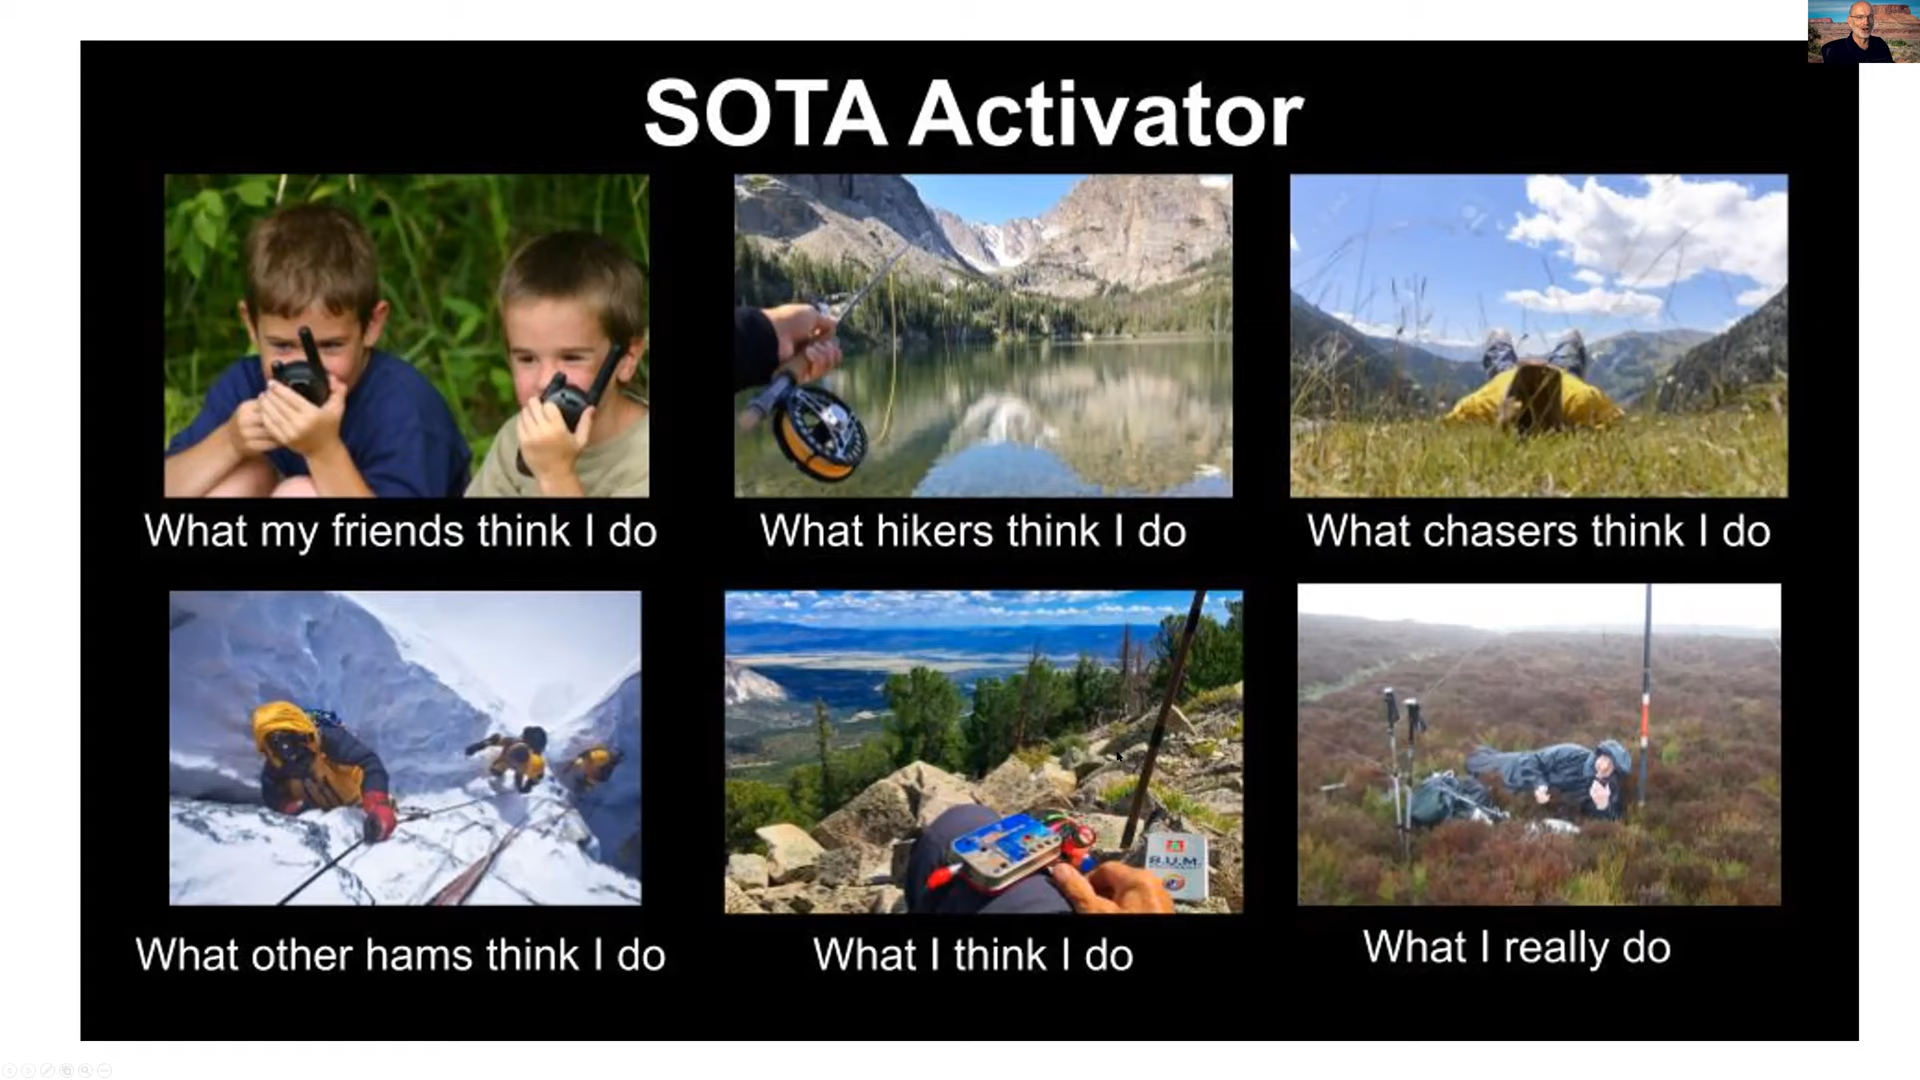 SOTA Activator
What my friends think I do
What hikers think I do
What chasers think I do
What other hams think I do
What I think I do
What I really do